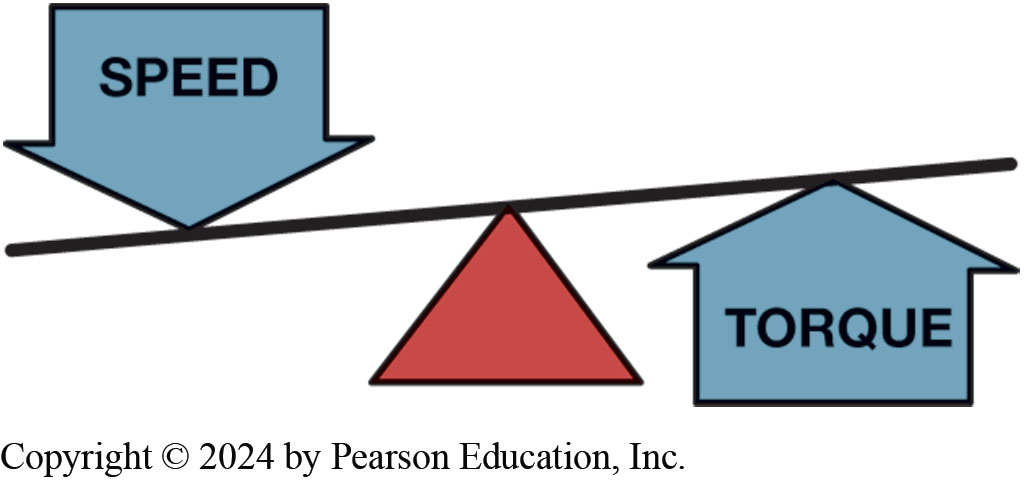 SPEED
TORQUE
Copyright © 2024 by Pearson Education, Inc.